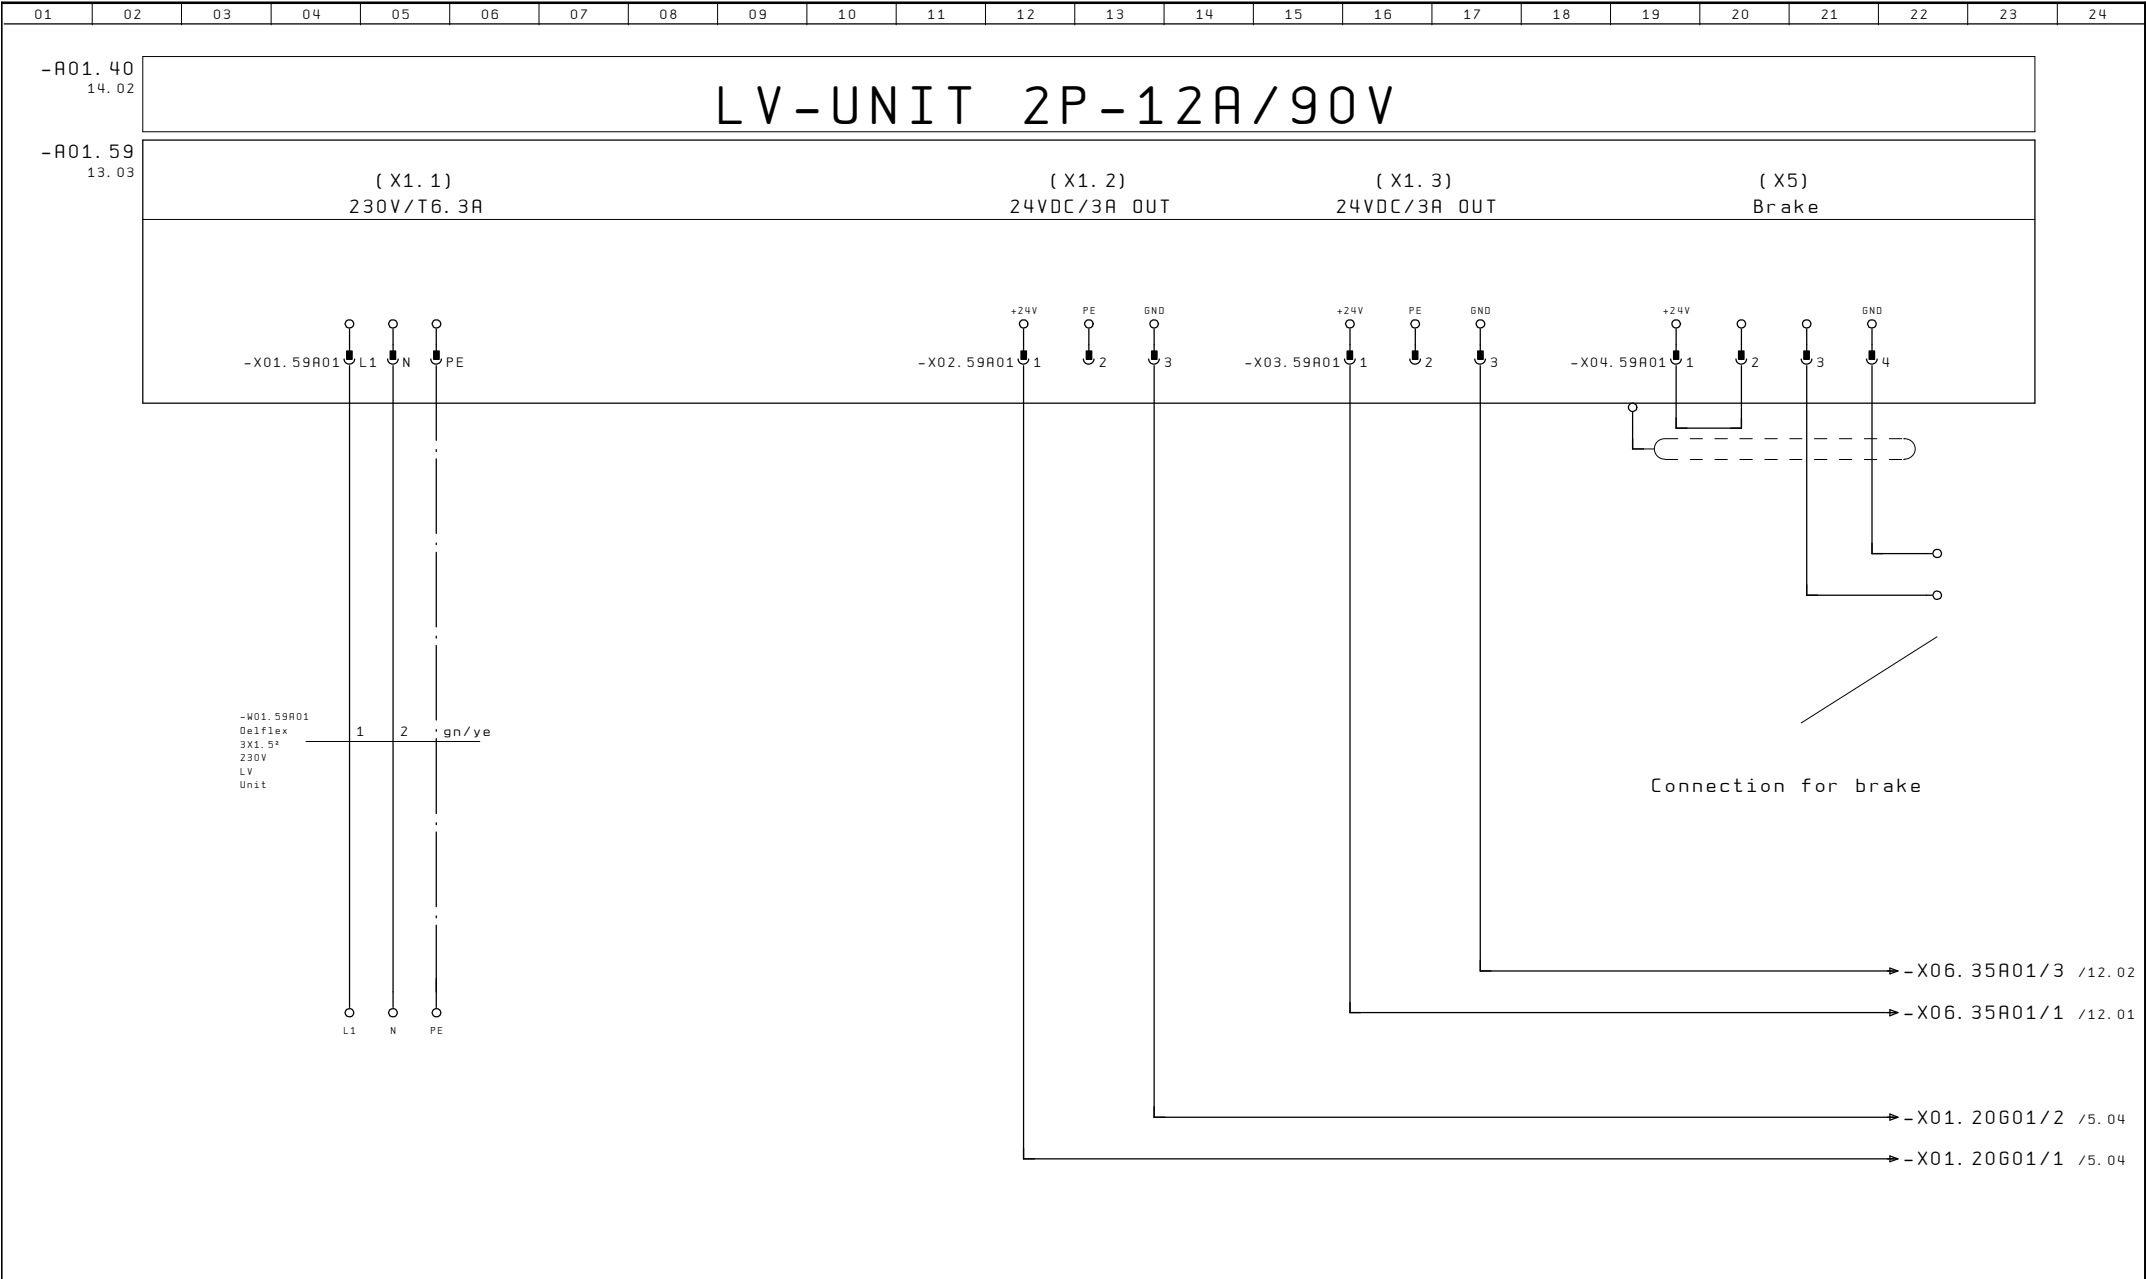 01 02 03 04 05 06 07 08 09 10 11 12 13 14 15 16 17 18 19 20 21 22 23 24
-A01.40
14.02
LV-UNIT 2P-12A/90V
-A01.59
13.03
(X1.1) (X1.2) (X1.3) (X5)
230V/T6.3A 24VDC/3A OUT 24VDC/3A OUT Brake
+24V PE GND +24V PE GND +24V GND
-X01.59A01 L1 N PE -X02.59A01 1 2 3 -X03.59A01 1 2 3 -X04.59A01 1 2 3 4
-W01.59A01
Oelflex
3X1.5²
230V
LV
Unit
1 2 gn/ye
Connection for brake
-X06.35A01/3 /12.02
-X06.35A01/1 /12.01
L1 N PE
-X01.20G01/2 /5.04
-X01.20G01/1 /5.04